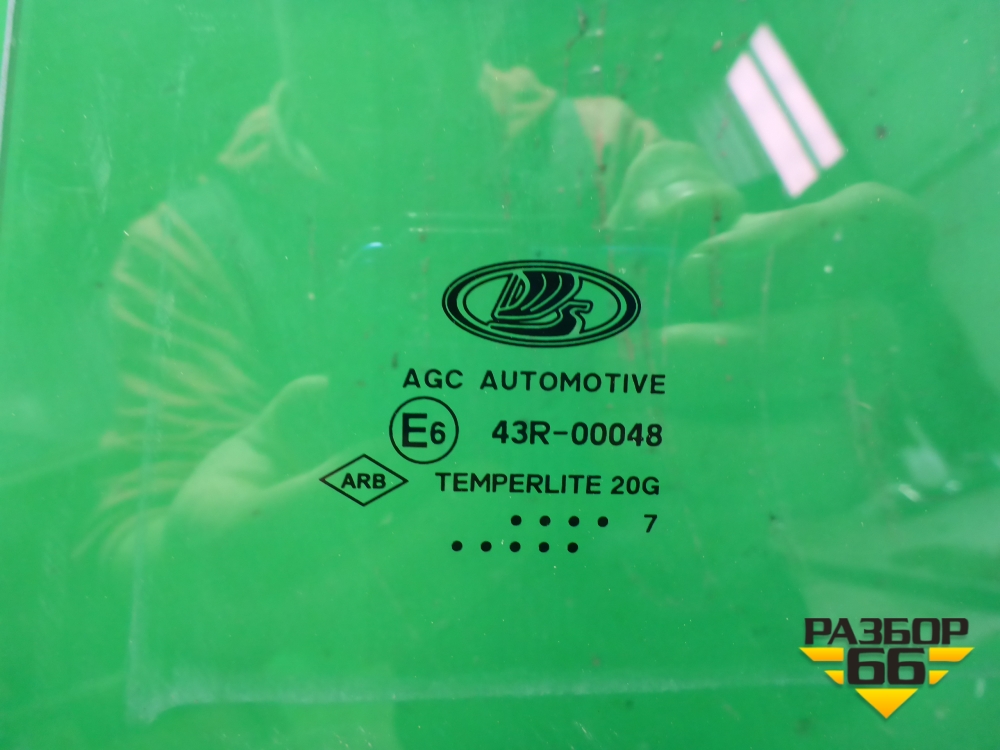 AGC AUTOMOTIVE
E6 43R-00048
ARB TEMPERLITE 20G
7
РАЗБОР
66